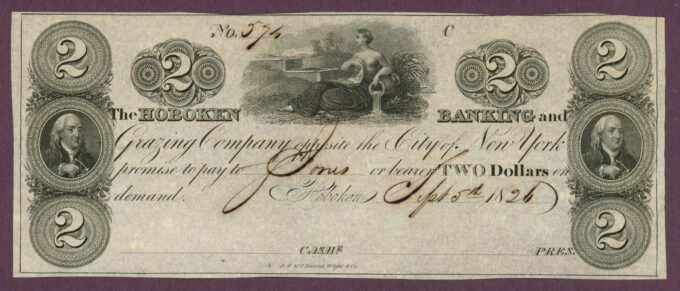 No. 574 C
2 2 2 2
The HOBOKEN BANKING and
Grazing Company opposite the City of New York
promise to pay to J Jones or bearer TWO Dollars on
demand. Hoboken Sept 5d 1826
2 2
CASHR PRES.